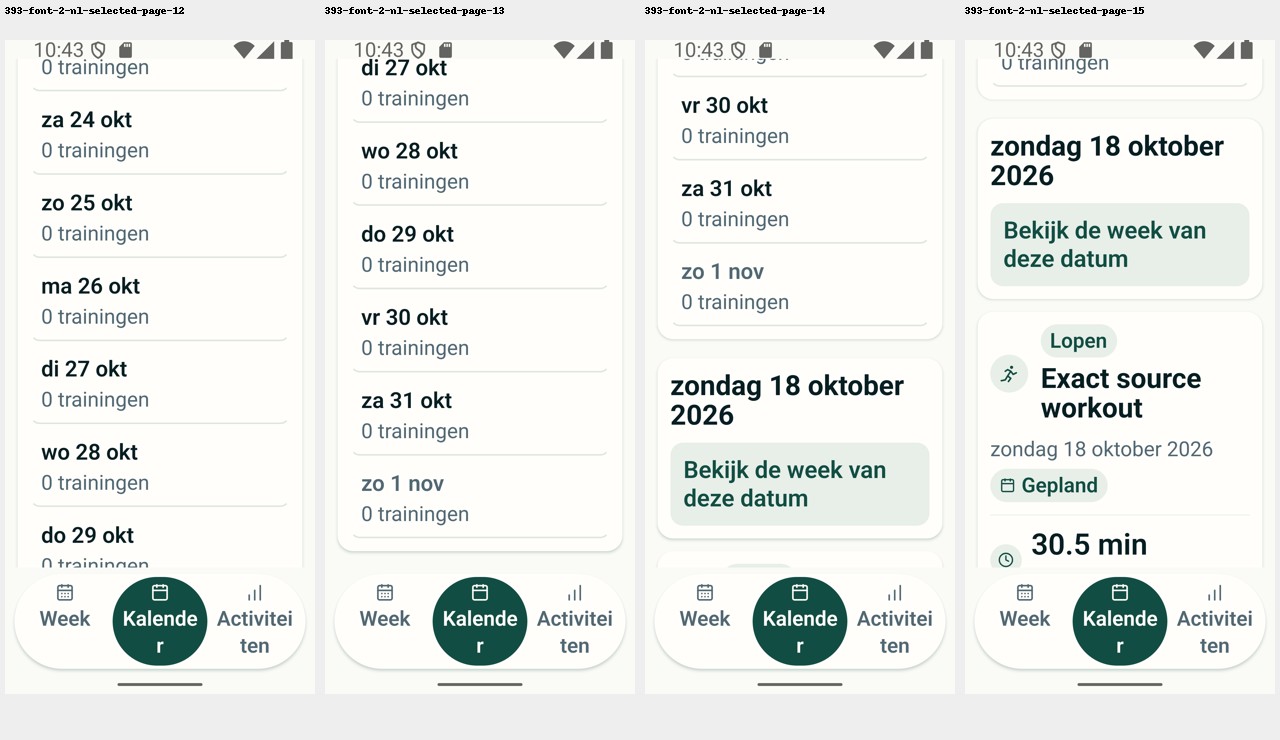 393-font-2-nl-selected-page-12
10:43
0 trainingen
za 24 okt
0 trainingen
zo 25 okt
0 trainingen
ma 26 okt
0 trainingen
di 27 okt
0 trainingen
wo 28 okt
0 trainingen
do 29 okt
0 trainingen
Week
Kalende
r
Activitei
ten
393-font-2-nl-selected-page-13
10:43
di 27 okt
0 trainingen
wo 28 okt
0 trainingen
do 29 okt
0 trainingen
vr 30 okt
0 trainingen
za 31 okt
0 trainingen
zo 1 nov
0 trainingen
Week
Kalende
r
Activitei
ten
393-font-2-nl-selected-page-14
10:43
0 trainingen
vr 30 okt
0 trainingen
za 31 okt
0 trainingen
zo 1 nov
0 trainingen
zondag 18 oktober
2026
Bekijk de week van
deze datum
Week
Kalende
r
Activitei
ten
393-font-2-nl-selected-page-15
10:43
0 trainingen
zondag 18 oktober
2026
Bekijk de week van
deze datum
Lopen
Exact source
workout
zondag 18 oktober 2026
Gepland
30.5 min
Week
Kalende
r
Activitei
ten